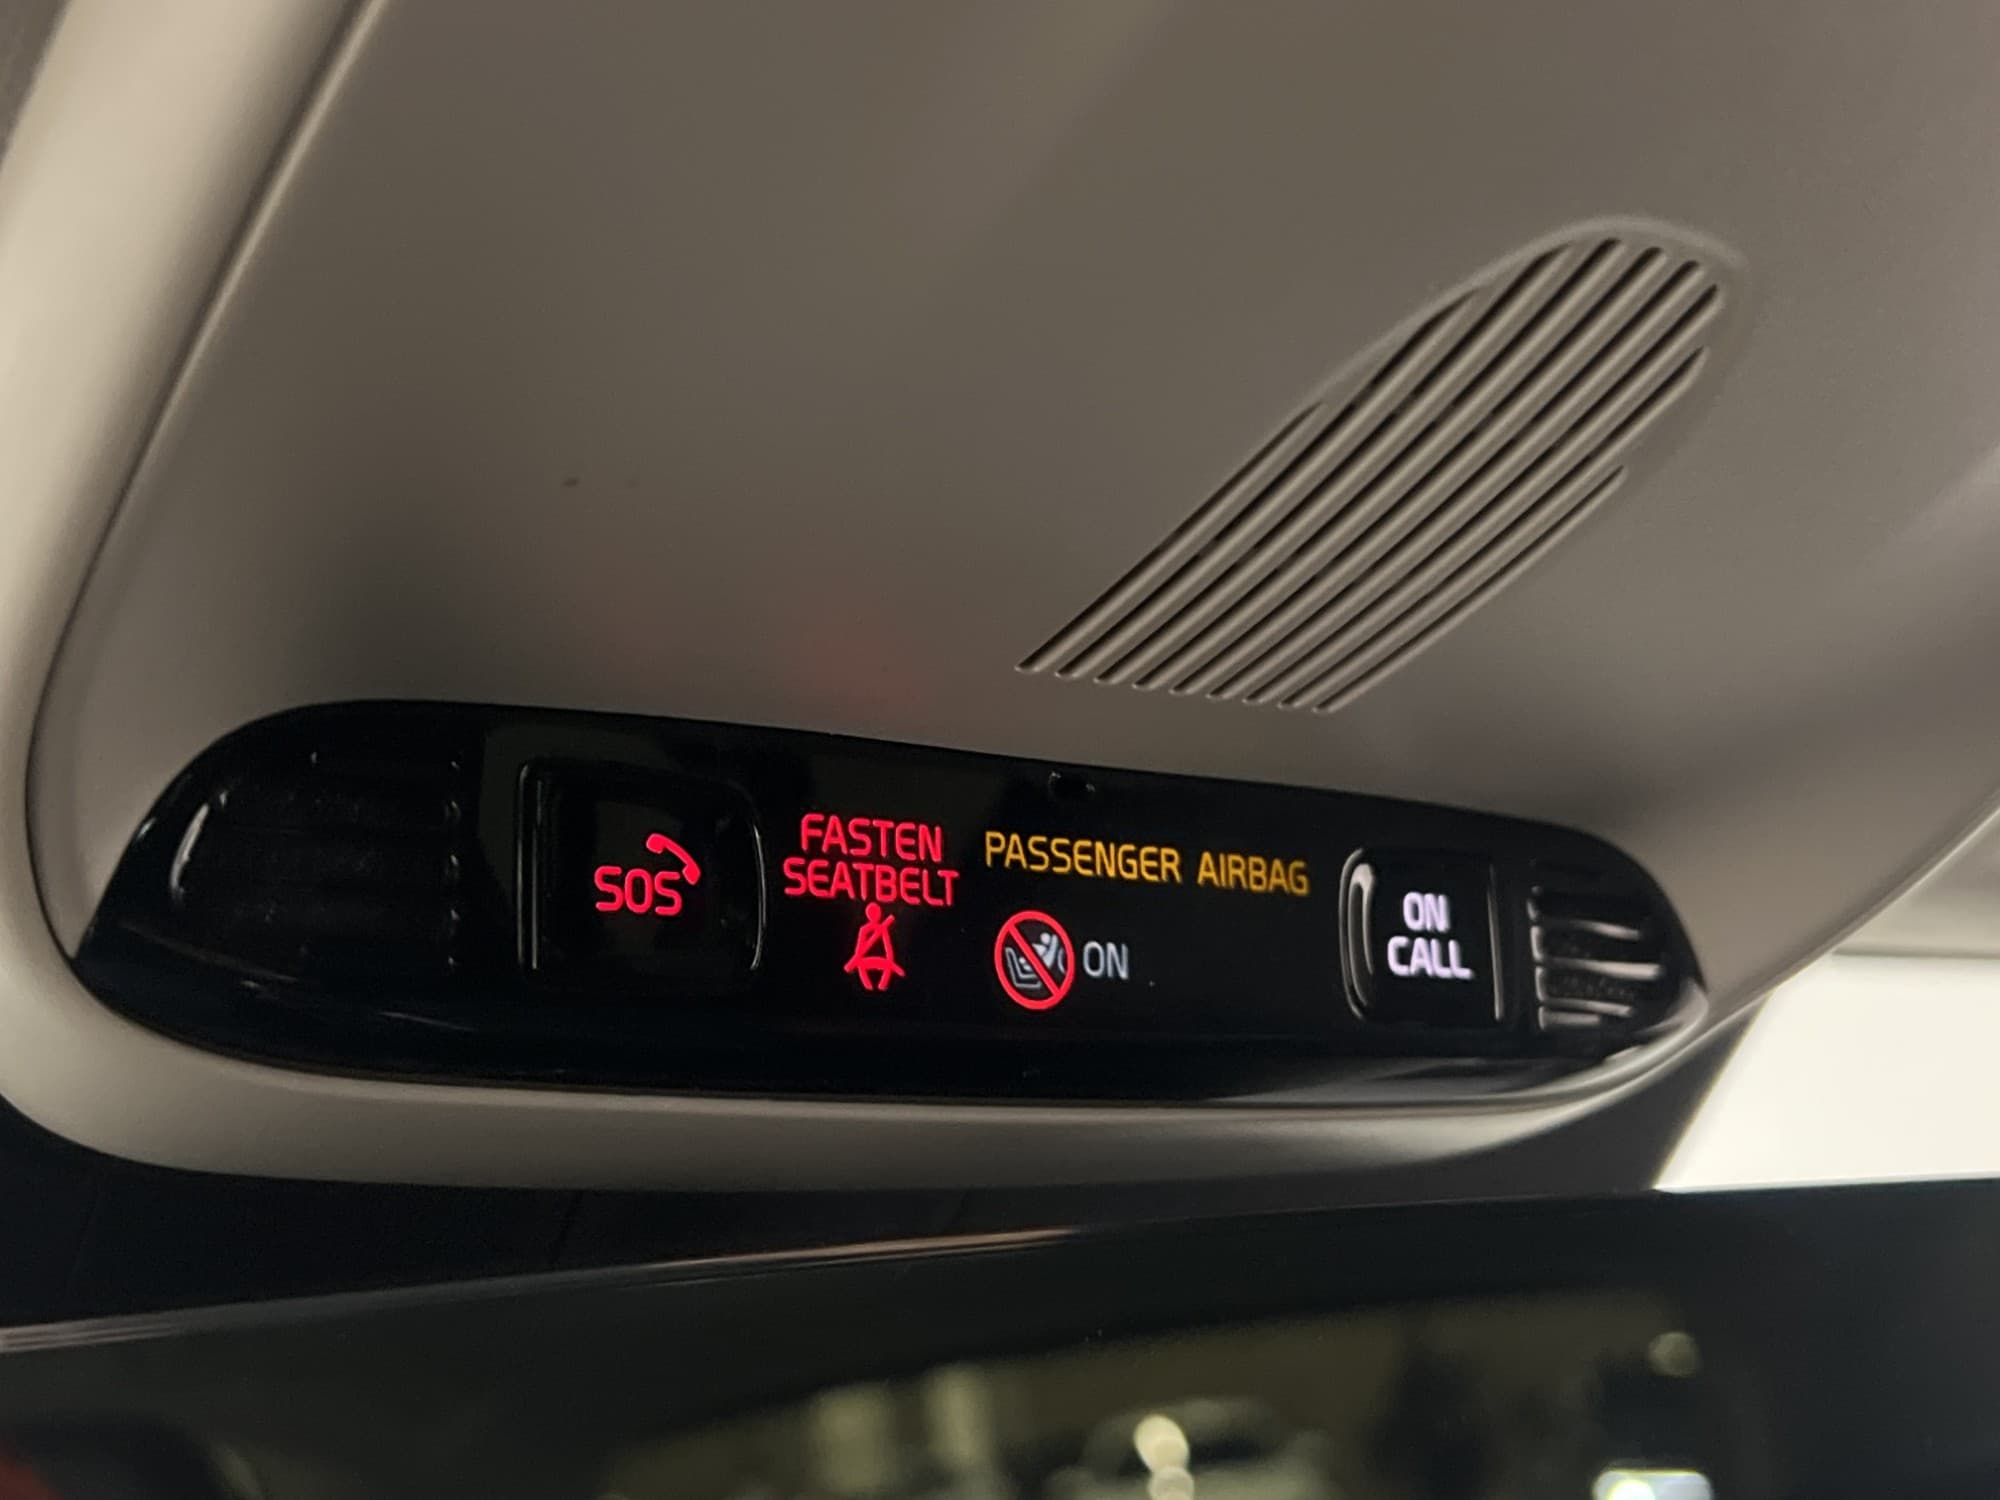 SOS
FASTEN
SEATBELT
PASSENGER AIRBAG
ON
ON
CALL